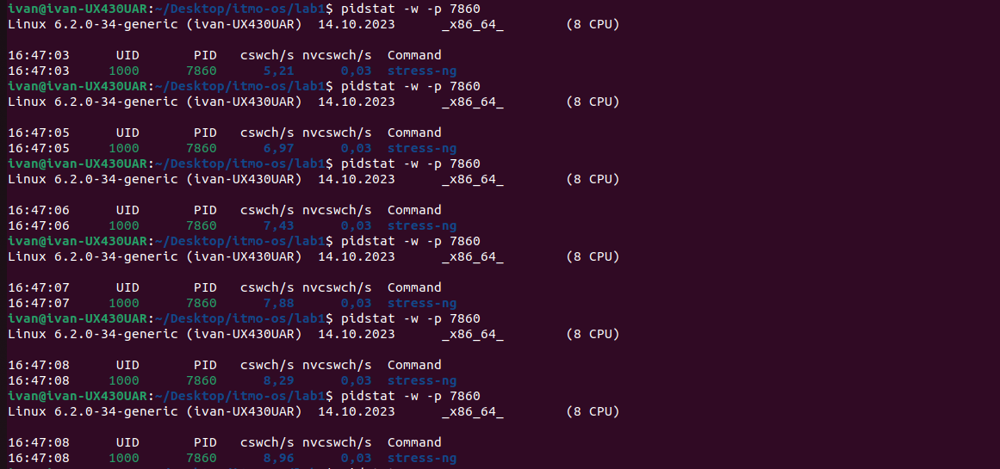 ivan@ivan-UX430UAR:~/Desktop/itmo-os/lab1$ pidstat -w -p 7860
Linux 6.2.0-34-generic (ivan-UX430UAR)  14.10.2023      _x86_64_        (8 CPU)
16:47:03      UID       PID   cswch/s nvcswch/s  Command
16:47:03     1000      7860      5,21      0,03  stress-ng
ivan@ivan-UX430UAR:~/Desktop/itmo-os/lab1$ pidstat -w -p 7860
Linux 6.2.0-34-generic (ivan-UX430UAR)  14.10.2023      _x86_64_        (8 CPU)
16:47:05      UID       PID   cswch/s nvcswch/s  Command
16:47:05     1000      7860      6,97      0,03  stress-ng
ivan@ivan-UX430UAR:~/Desktop/itmo-os/lab1$ pidstat -w -p 7860
Linux 6.2.0-34-generic (ivan-UX430UAR)  14.10.2023      _x86_64_        (8 CPU)
16:47:06      UID       PID   cswch/s nvcswch/s  Command
16:47:06     1000      7860      7,43      0,03  stress-ng
ivan@ivan-UX430UAR:~/Desktop/itmo-os/lab1$ pidstat -w -p 7860
Linux 6.2.0-34-generic (ivan-UX430UAR)  14.10.2023      _x86_64_        (8 CPU)
16:47:07      UID       PID   cswch/s nvcswch/s  Command
16:47:07     1000      7860      7,88      0,03  stress-ng
ivan@ivan-UX430UAR:~/Desktop/itmo-os/lab1$ pidstat -w -p 7860
Linux 6.2.0-34-generic (ivan-UX430UAR)  14.10.2023      _x86_64_        (8 CPU)
16:47:08      UID       PID   cswch/s nvcswch/s  Command
16:47:08     1000      7860      8,29      0,03  stress-ng
ivan@ivan-UX430UAR:~/Desktop/itmo-os/lab1$ pidstat -w -p 7860
Linux 6.2.0-34-generic (ivan-UX430UAR)  14.10.2023      _x86_64_        (8 CPU)
16:47:08      UID       PID   cswch/s nvcswch/s  Command
16:47:08     1000      7860      8,96      0,03  stress-ng